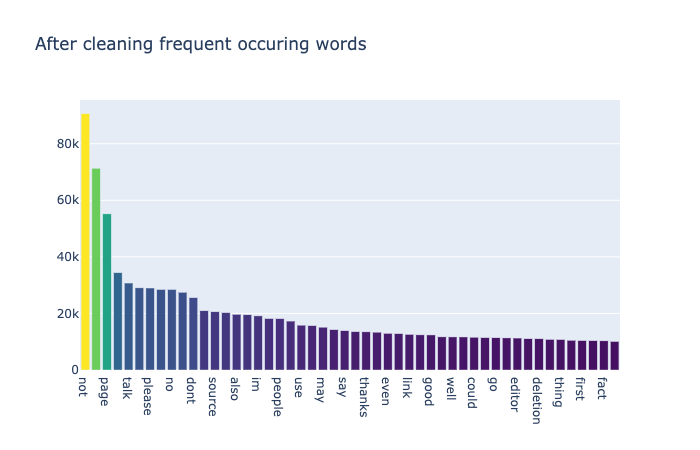 After cleaning frequent occuring words
80k
60k
40k
20k
0
not
page
talk
please
no
dont
source
also
im
people
use
may
say
thanks
even
link
good
well
could
go
editor
deletion
thing
first
fact